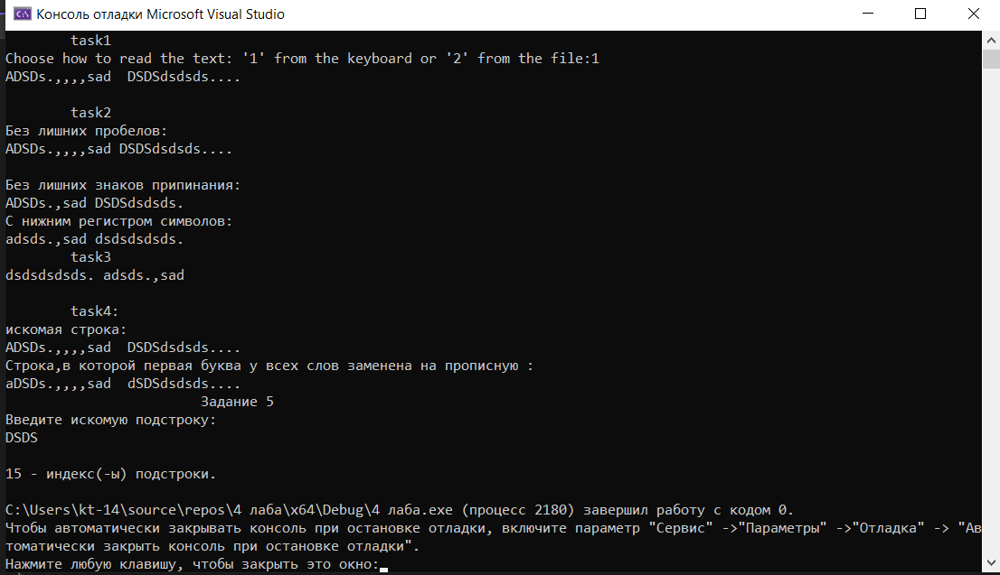 Консоль отладки Microsoft Visual Studio
task1
Choose how to read the text: '1' from the keyboard or '2' from the file:1
ADSDs.,,,,sad  DSDSdsdsds....
task2
Без лишних пробелов:
ADSDs.,,,,sad DSDSdsdsds....
Без лишних знаков припинания:
ADSDs.,sad DSDSdsdsds.
С нижним регистром символов:
adsds.,sad dsdsdsdsds.
task3
dsdsdsdsds. adsds.,sad
task4:
искомая строка:
ADSDs.,,,,sad  DSDSdsdsds....
Строка,в которой первая буква у всех слов заменена на прописную :
aDSDs.,,,,sad  dSDSdsdsds....
Задание 5
Введите искомую подстроку:
DSDS
15 - индекс(-ы) подстроки.
C:\Users\kt-14\source\repos\4 лаба\x64\Debug\4 лаба.exe (процесс 2180) завершил работу с кодом 0.
Чтобы автоматически закрывать консоль при остановке отладки, включите параметр "Сервис" ->"Параметры" ->"Отладка" -> "Ав
томатически закрыть консоль при остановке отладки".
Нажмите любую клавишу, чтобы закрыть это окно: